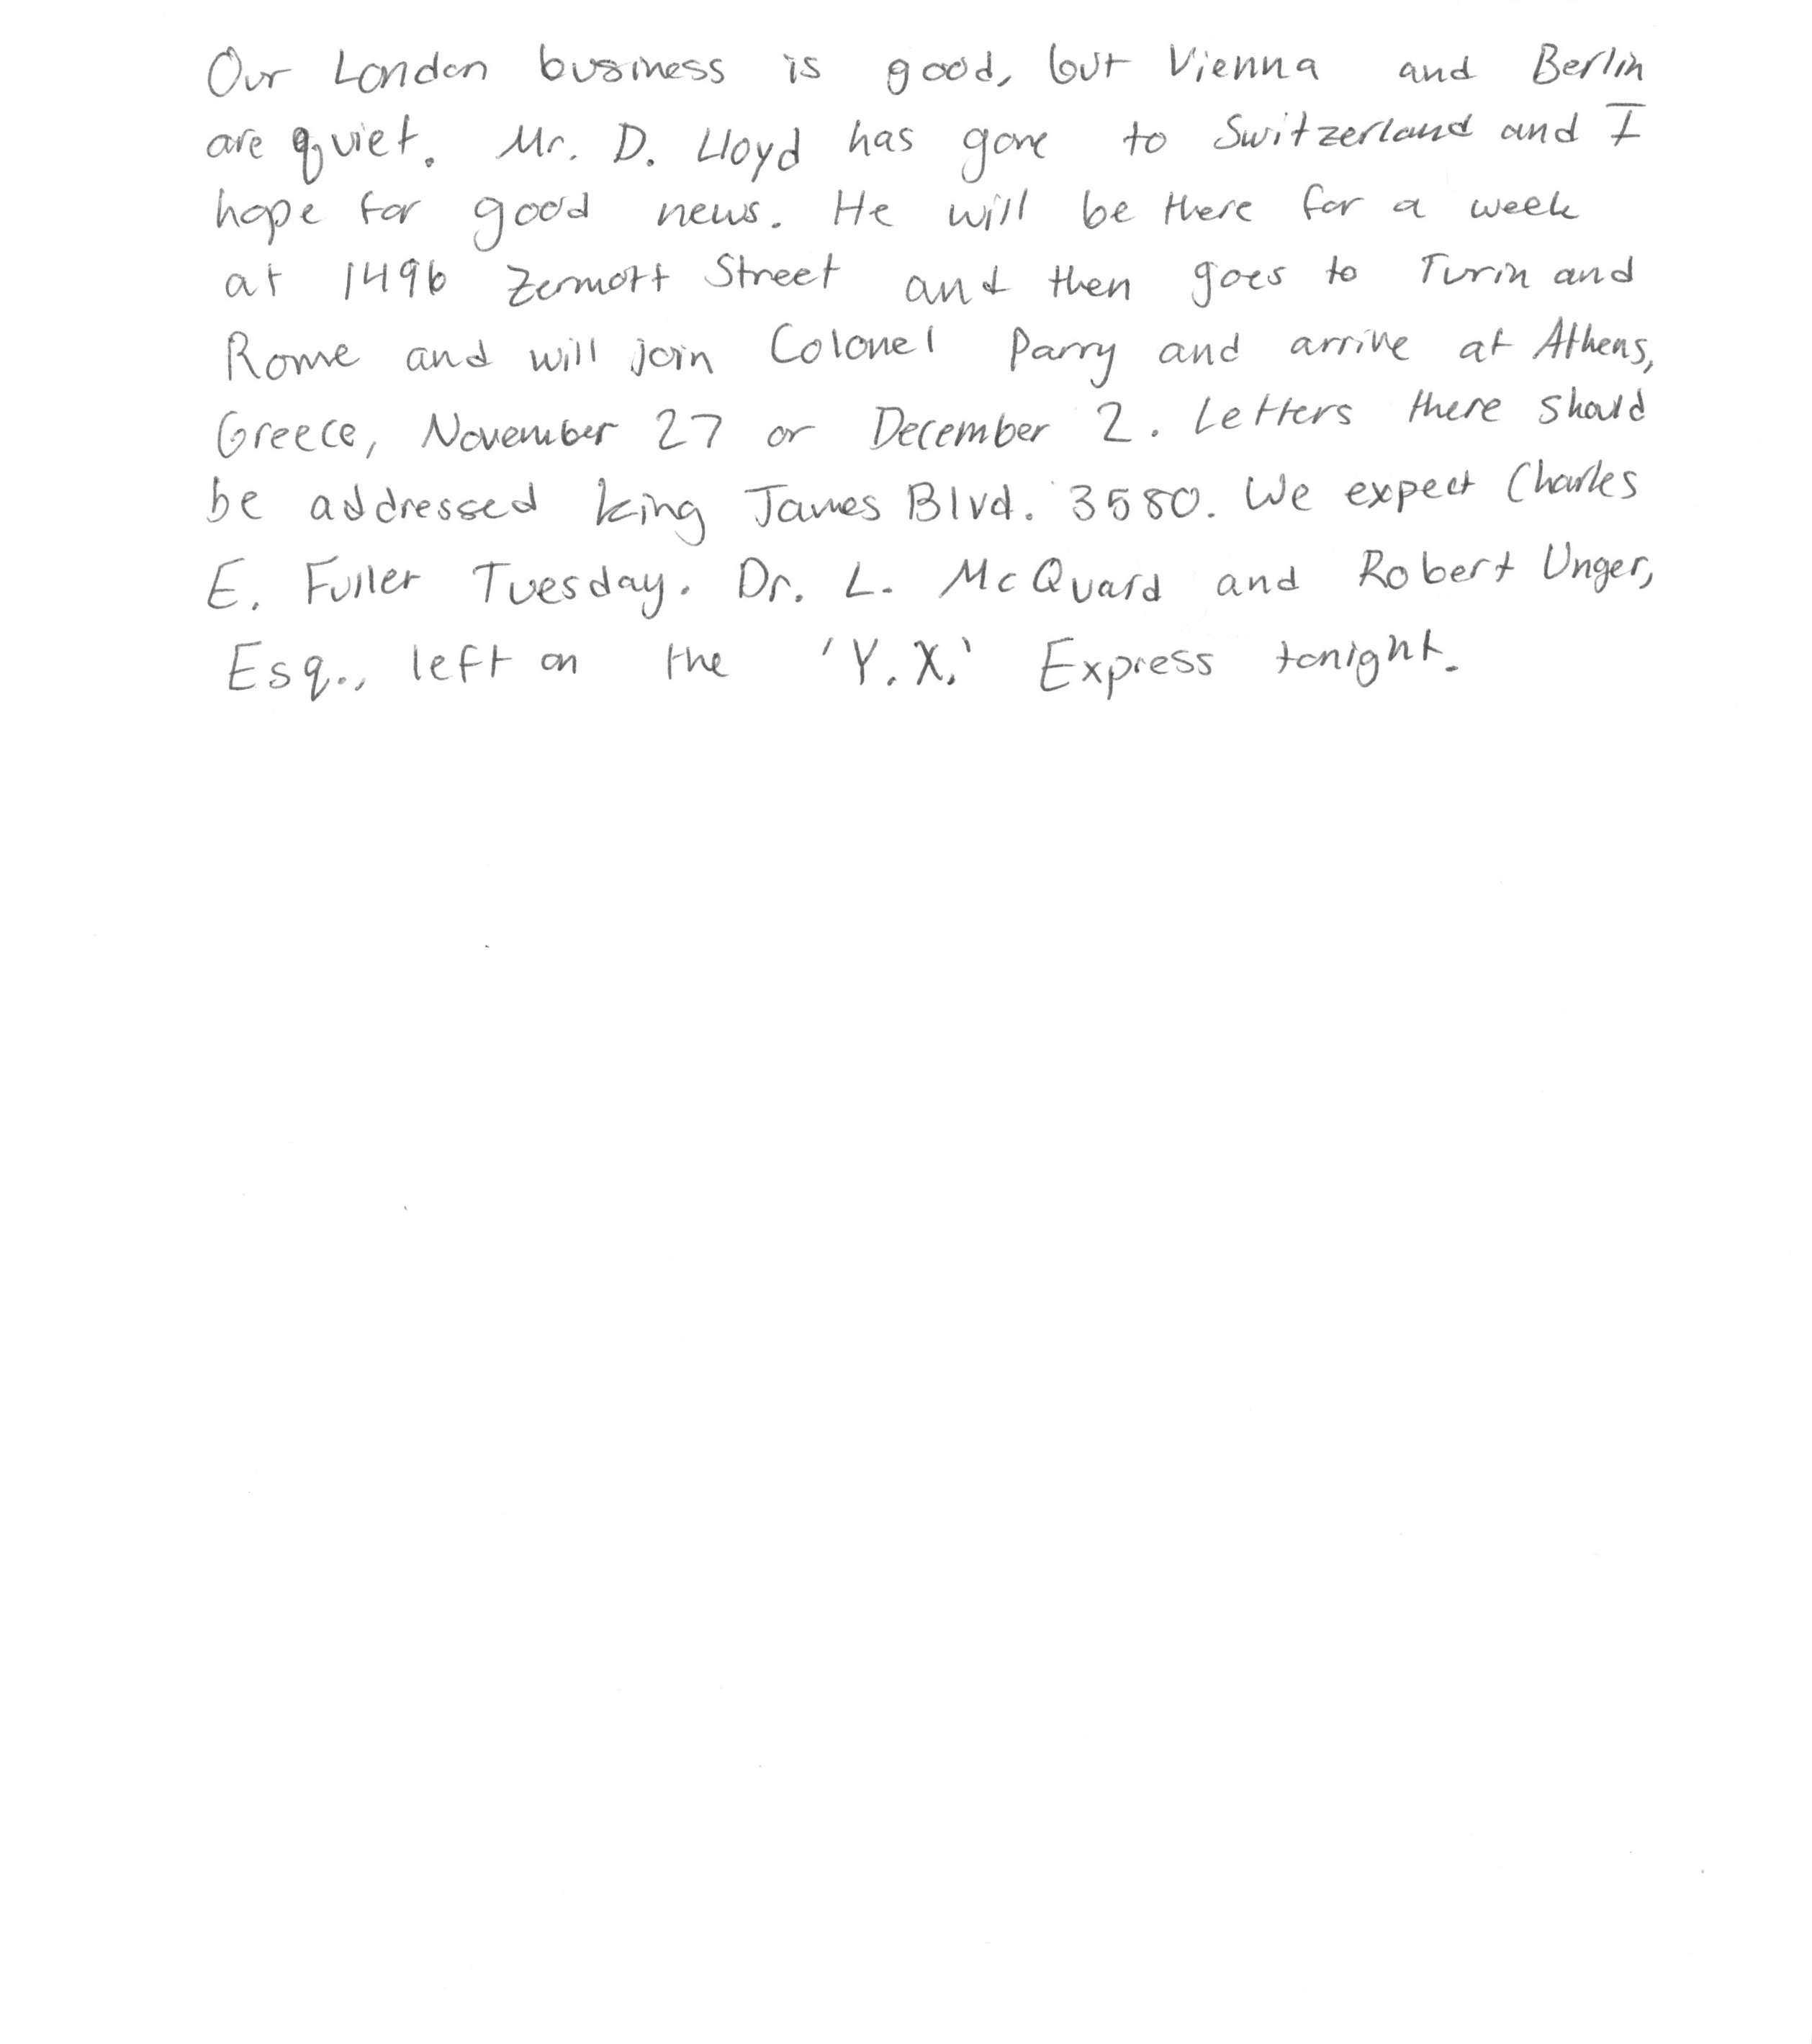 Our London business is good, but Vienna and Berlin
are quiet. Mr. D. Lloyd has gone to Switzerland and I
hope for good news. He will be there for a week
at 1496 Zermott Street and then goes to Turin and
Rome and will join Colonel Parry and arrive at Athens,
Greece, November 27 or December 2. Letters there should
be addressed King James Blvd. 3580. We expect Charles
E. Fuller Tuesday. Dr. L. McQuard and Robert Unger,
Esq., left on the 'Y.X.' Express tonight.